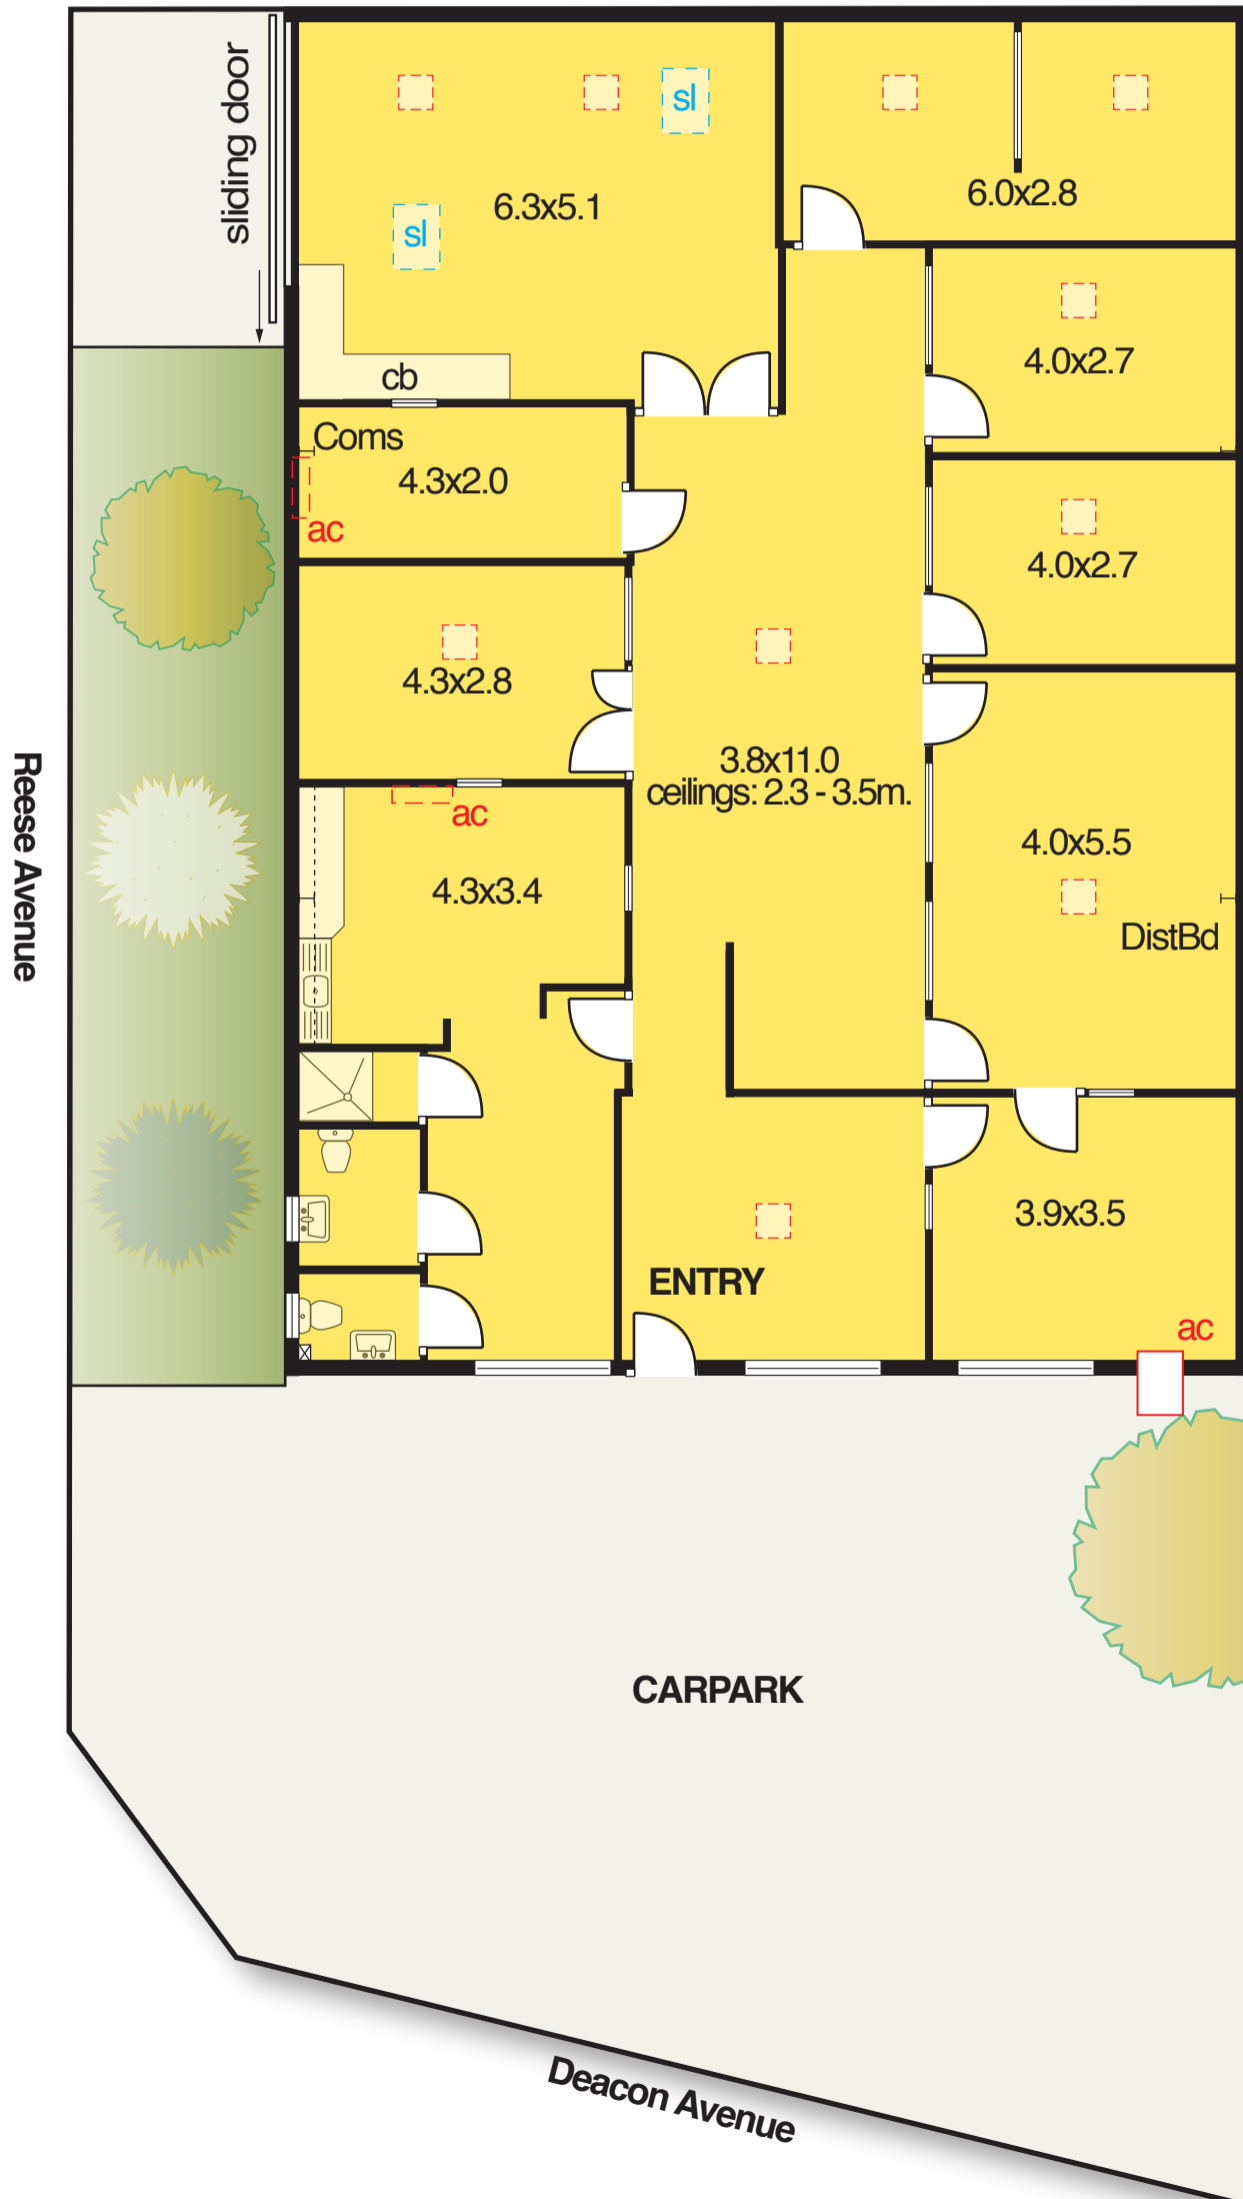 sliding door
sl
6.3x5.1
sl
6.0x2.8
4.0x2.7
cb
Coms
4.3x2.0
ac
4.0x2.7
4.3x2.8
3.8x11.0
ceilings: 2.3 - 3.5m.
ac
4.3x3.4
4.0x5.5
DistBd
Reese Avenue
3.9x3.5
ENTRY
ac
CARPARK
Deacon Avenue